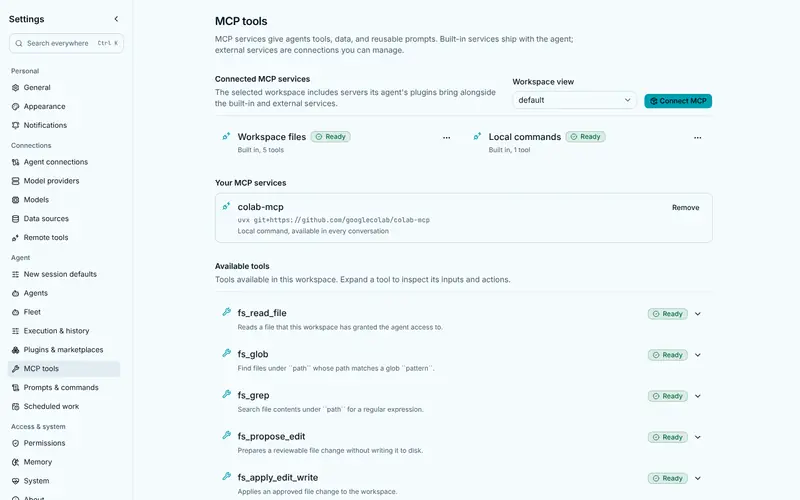 Settings
Search everywhere
Ctrl K
Personal
General
Appearance
Notifications
Connections
Agent connections
Model providers
Models
Data sources
Remote tools
Agent
New session defaults
Agents
Fleet
Execution & history
Plugins & marketplaces
MCP tools
Prompts & commands
Scheduled work
Access & system
Permissions
Memory
System
About
MCP tools
MCP services give agents tools, data, and reusable prompts. Built-in services ship with the agent;
external services are connections you can manage.
Connected MCP services
The selected workspace includes servers its agent's plugins bring alongside
the built-in and external services.
Workspace view
default
Connect MCP
Workspace files
Ready
Built in, 5 tools
Local commands
Ready
Built in, 1 tool
Your MCP services
colab-mcp
uvx git+https://github.com/googlecolab/colab-mcp
Local command, available in every conversation
Remove
Available tools
Tools available in this workspace. Expand a tool to inspect its inputs and actions.
fs_read_file
Ready
Reads a file that this workspace has granted the agent access to.
fs_glob
Ready
Find files under ``path`` whose path matches a glob ``pattern``.
fs_grep
Ready
Search file contents under ``path`` for a regular expression.
fs_propose_edit
Ready
Prepares a reviewable file change without writing it to disk.
fs_apply_edit_write
Ready
Applies an approved file change to the workspace.